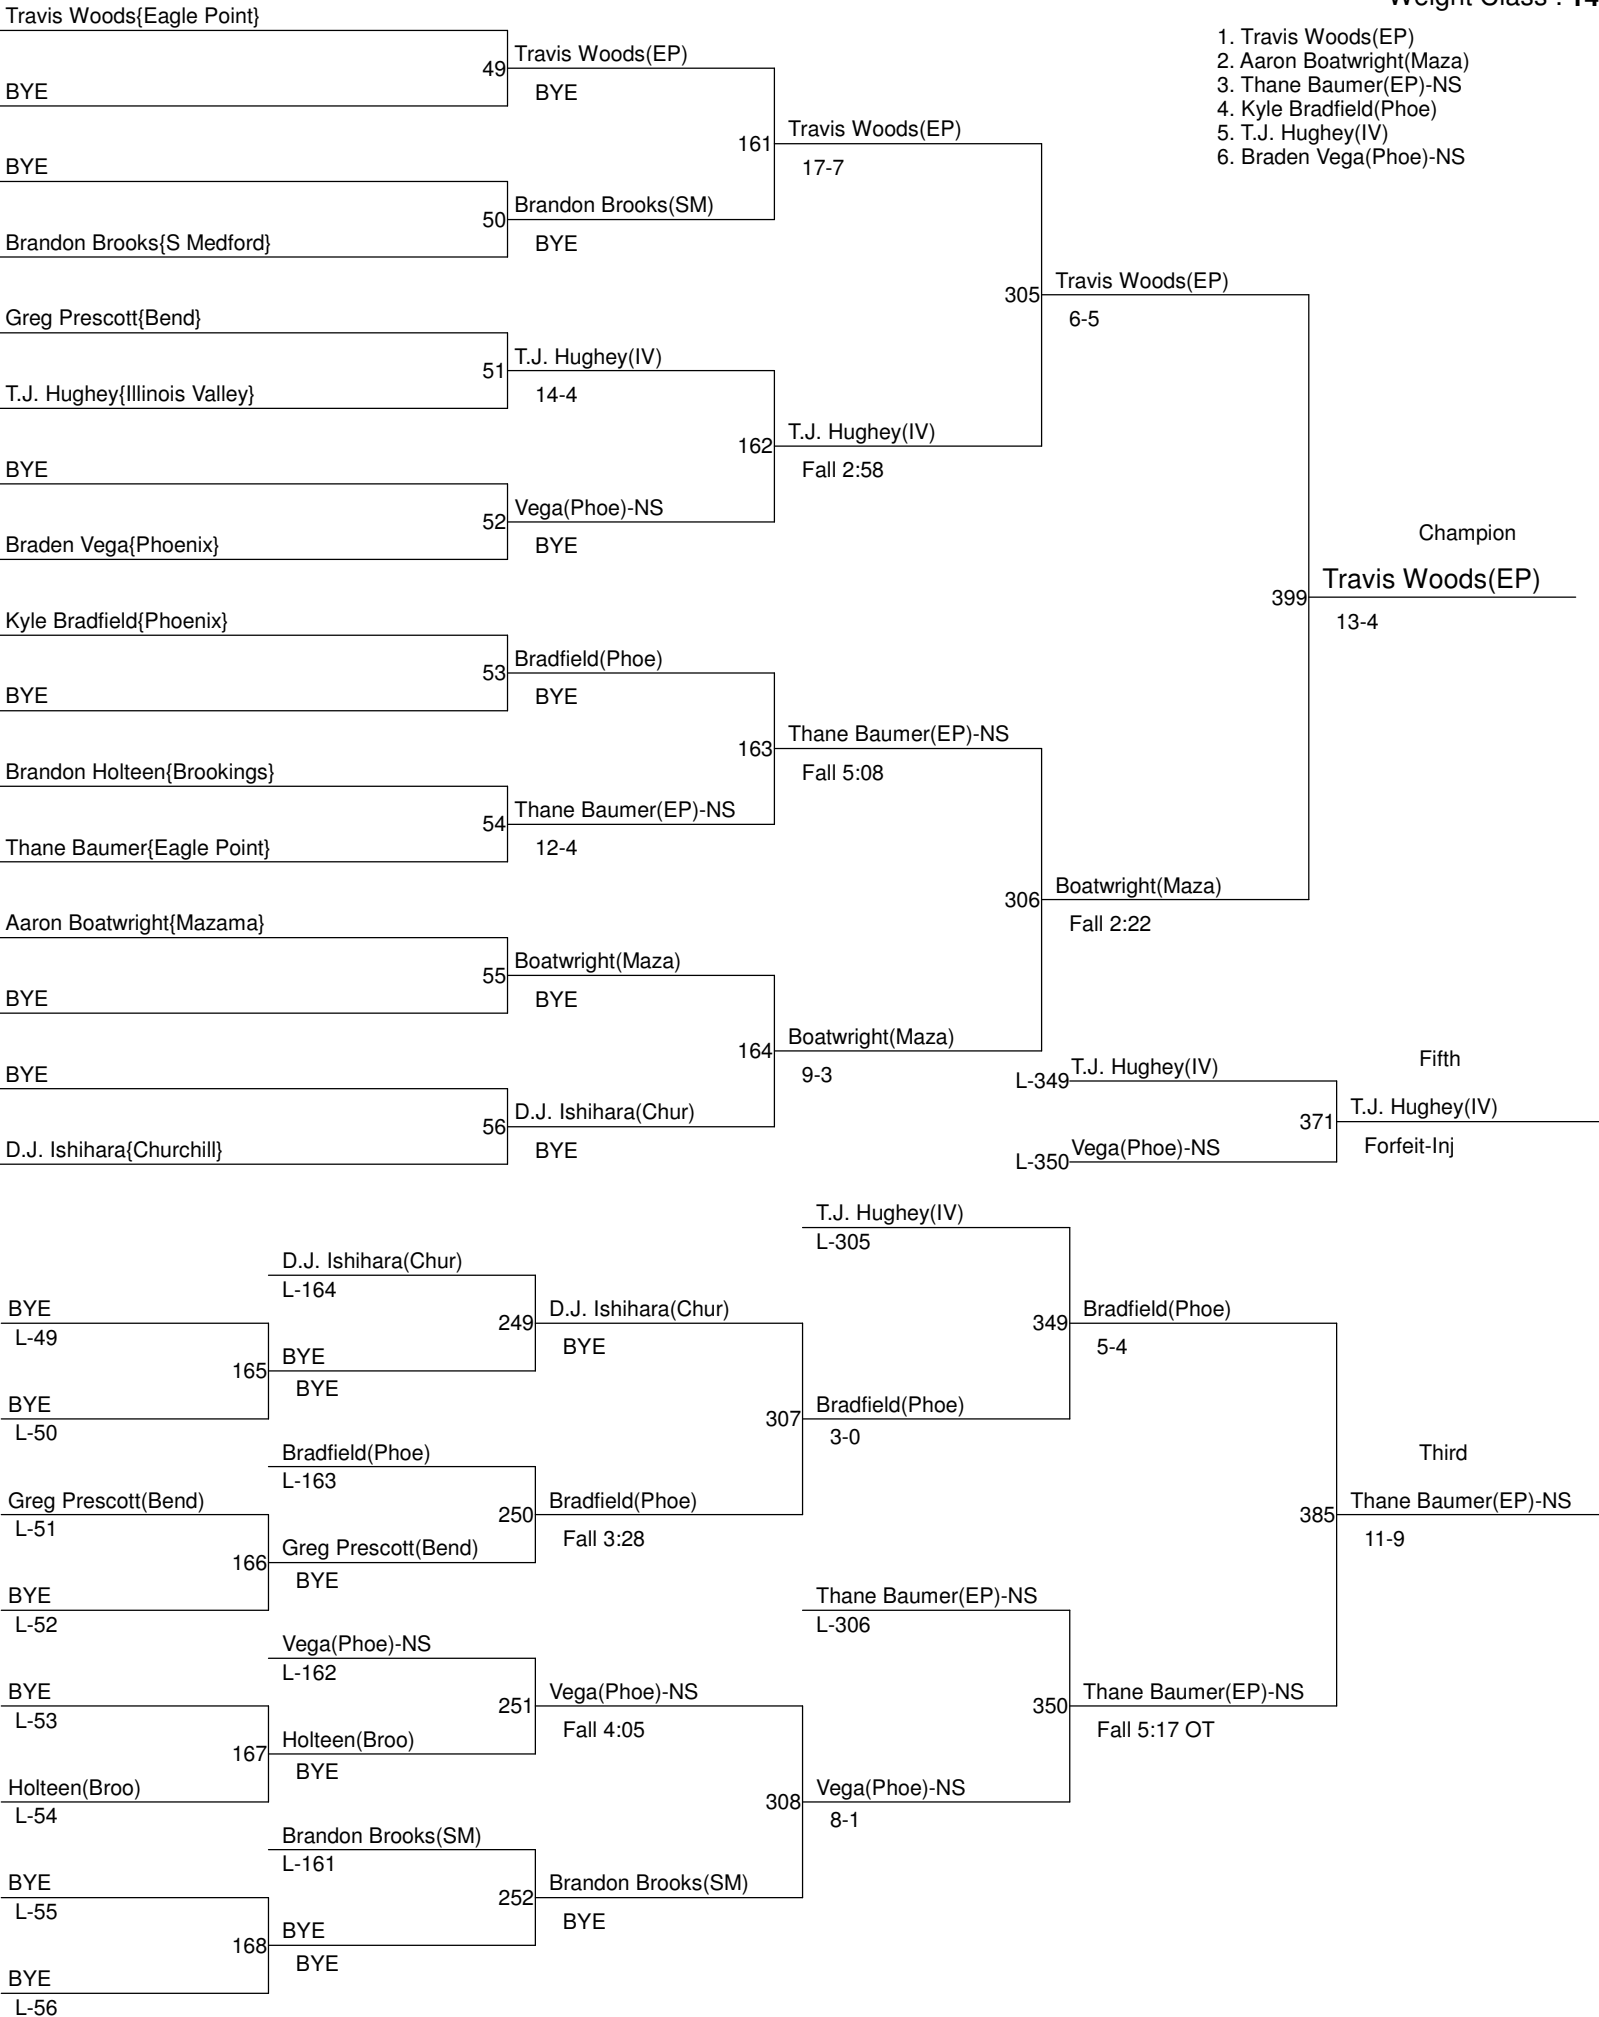 Weight Class : 14
1. Travis Woods(EP)
2. Aaron Boatwright(Maza)
3. Thane Baumer(EP)-NS
4. Kyle Bradfield(Phoe)
5. T.J. Hughey(IV)
6. Braden Vega(Phoe)-NS
Travis Woods{Eagle Point}
49
Travis Woods(EP)
BYE
BYE
161
Travis Woods(EP)
17-7
BYE
50
Brandon Brooks(SM)
BYE
Brandon Brooks{S Medford}
305
Travis Woods(EP)
6-5
Greg Prescott{Bend}
51
T.J. Hughey(IV)
14-4
T.J. Hughey{Illinois Valley}
162
T.J. Hughey(IV)
Fall 2:58
BYE
52
Vega(Phoe)-NS
BYE
Braden Vega{Phoenix}
Champion
399
Travis Woods(EP)
13-4
Kyle Bradfield{Phoenix}
53
Bradfield(Phoe)
BYE
BYE
163
Thane Baumer(EP)-NS
Fall 5:08
Brandon Holteen{Brookings}
54
Thane Baumer(EP)-NS
12-4
Thane Baumer{Eagle Point}
306
Boatwright(Maza)
Fall 2:22
Aaron Boatwright{Mazama}
55
Boatwright(Maza)
BYE
BYE
164
Boatwright(Maza)
9-3
BYE
56
D.J. Ishihara(Chur)
BYE
D.J. Ishihara{Churchill}
L-349
T.J. Hughey(IV)
Fifth
371
T.J. Hughey(IV)
Forfeit-Inj
L-350
Vega(Phoe)-NS
T.J. Hughey(IV)
L-305
D.J. Ishihara(Chur)
L-164
BYE
L-49
249
D.J. Ishihara(Chur)
BYE
349
Bradfield(Phoe)
5-4
165
BYE
BYE
BYE
L-50
307
Bradfield(Phoe)
3-0
Bradfield(Phoe)
L-163
Third
Greg Prescott(Bend)
L-51
250
Bradfield(Phoe)
Fall 3:28
385
Thane Baumer(EP)-NS
11-9
166
Greg Prescott(Bend)
BYE
BYE
L-52
Thane Baumer(EP)-NS
L-306
Vega(Phoe)-NS
L-162
BYE
L-53
251
Vega(Phoe)-NS
Fall 4:05
350
Thane Baumer(EP)-NS
Fall 5:17 OT
167
Holteen(Broo)
BYE
Holteen(Broo)
L-54
308
Vega(Phoe)-NS
8-1
Brandon Brooks(SM)
L-161
BYE
L-55
252
Brandon Brooks(SM)
BYE
168
BYE
BYE
BYE
L-56